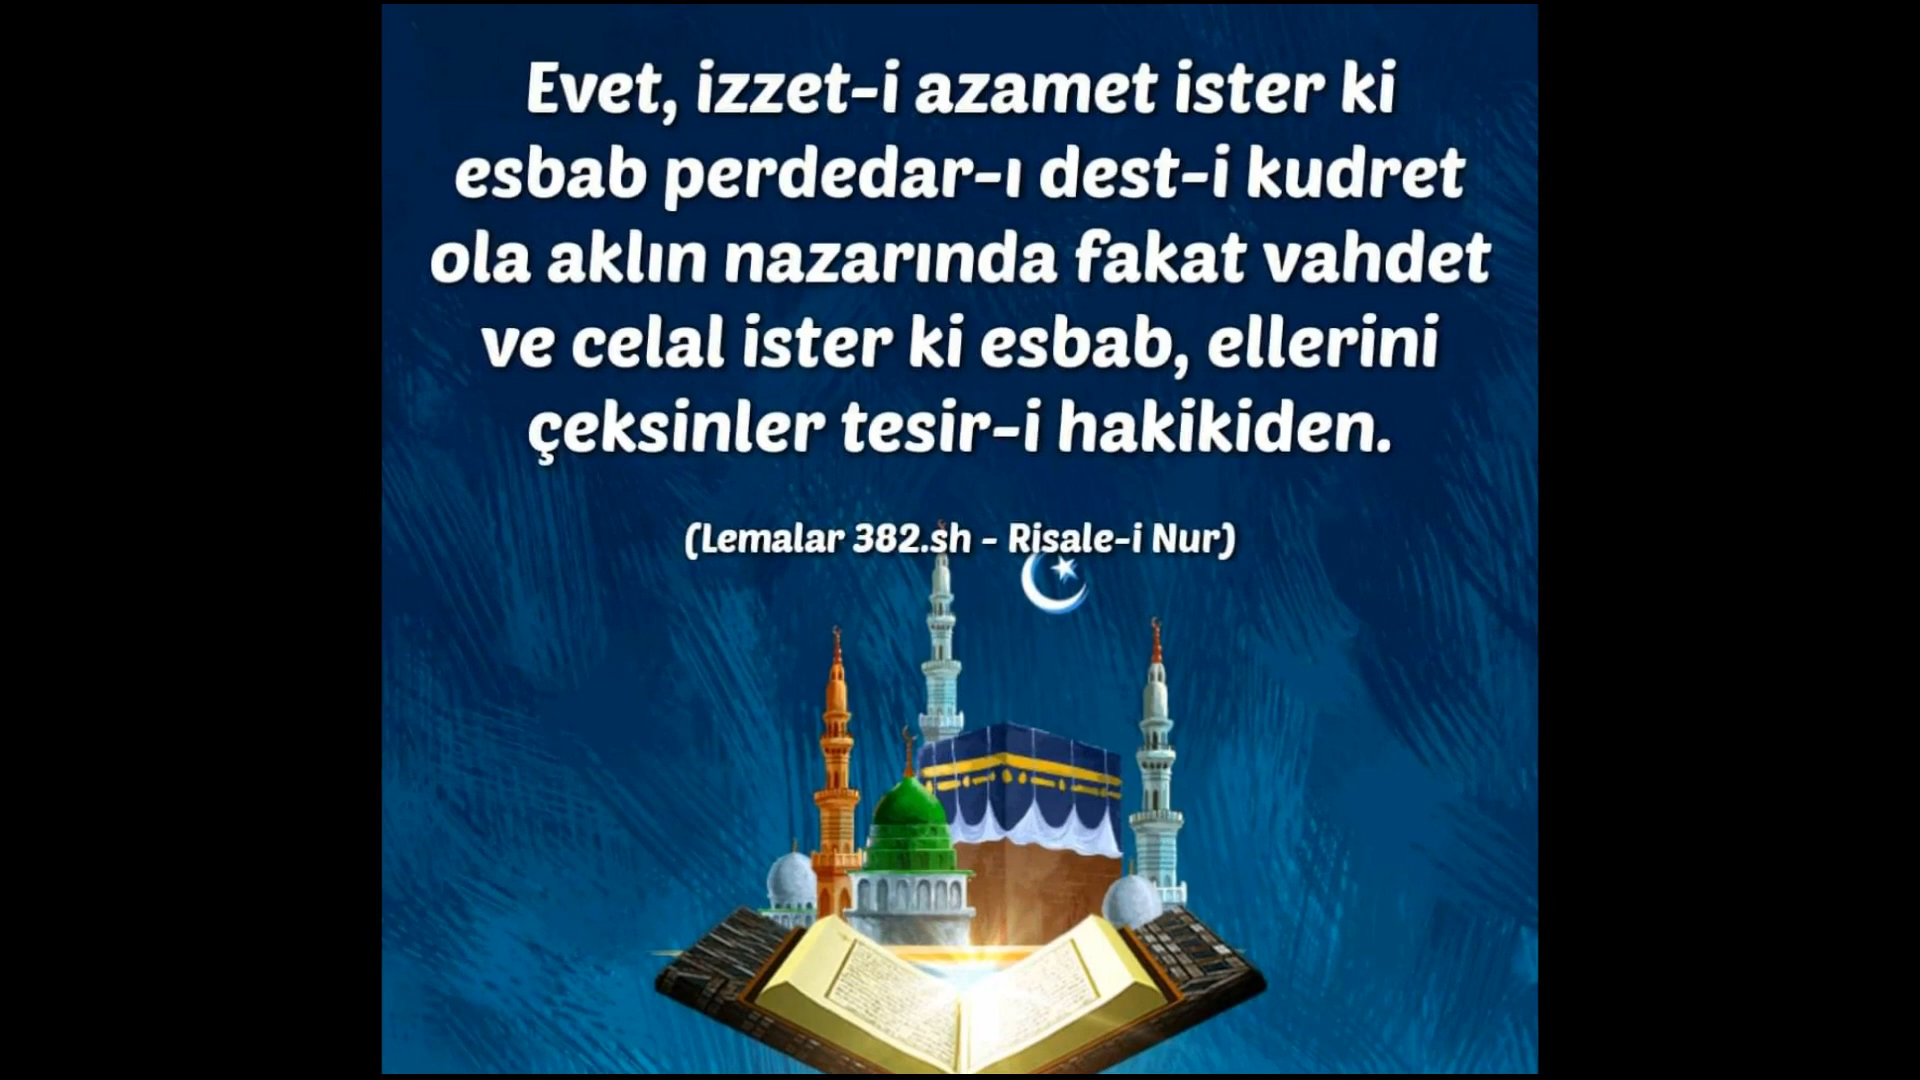 Evet, izzet-i azamet ister ki
esbab perdedar-ı dest-i kudret
ola aklın nazarında fakat vahdet
ve celal ister ki esbab, ellerini
çeksinler tesir-i hakikiden.
(Lemalar 382.sh - Risale-i Nur)